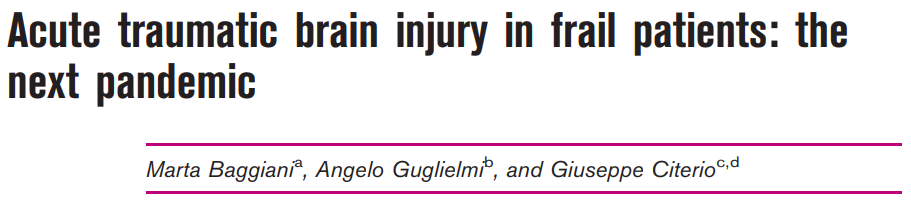 Acute traumatic brain injury in frail patients: the
next pandemic
Marta Baggianiᵃ, Angelo Guglielmiᵇ, and Giuseppe Citerioᶜ,ᵈ